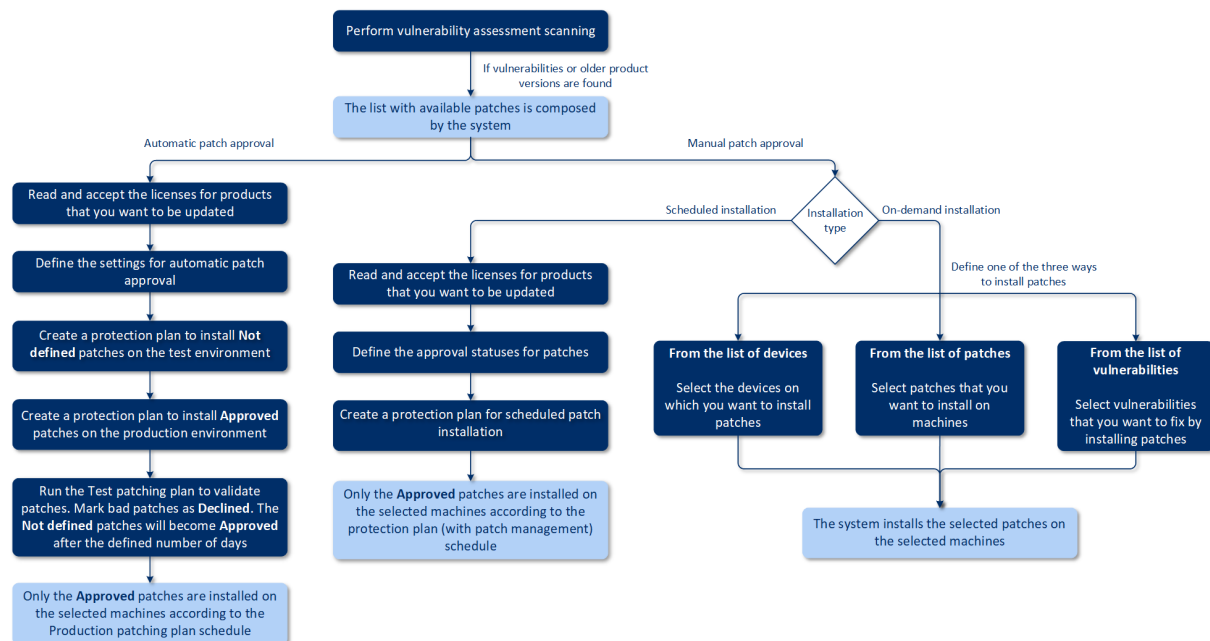 Perform vulnerability assessment scanning
If vulnerabilities or older product
versions are found
The list with available patches is composed
by the system
Automatic patch approval
Manual patch approval
Read and accept the licenses for products
that you want to be updated
Define the settings for automatic patch
approval
Create a protection plan to install Not
defined patches on the test environment
Create a protection plan to install Approved
patches on the production environment
Run the Test patching plan to validate
patches. Mark bad patches as Declined. The
Not defined patches will become Approved
after the defined number of days
Only the Approved patches are installed on
the selected machines according to the
Production patching plan schedule
Installation
type
Scheduled installation
On-demand installation
Read and accept the licenses for products
that you want to be updated
Define the approval statuses for patches
Create a protection plan for scheduled patch
installation
Only the Approved patches are installed on
the selected machines according to the
protection plan (with patch management)
schedule
Define one of the three ways
to install patches
From the list of devices
Select the devices on
which you want to install
patches
From the list of patches
Select patches that you
want to install on
machines
From the list of
vulnerabilities
Select vulnerabilities
that you want to fix by
installing patches
The system installs the selected patches on
the selected machines